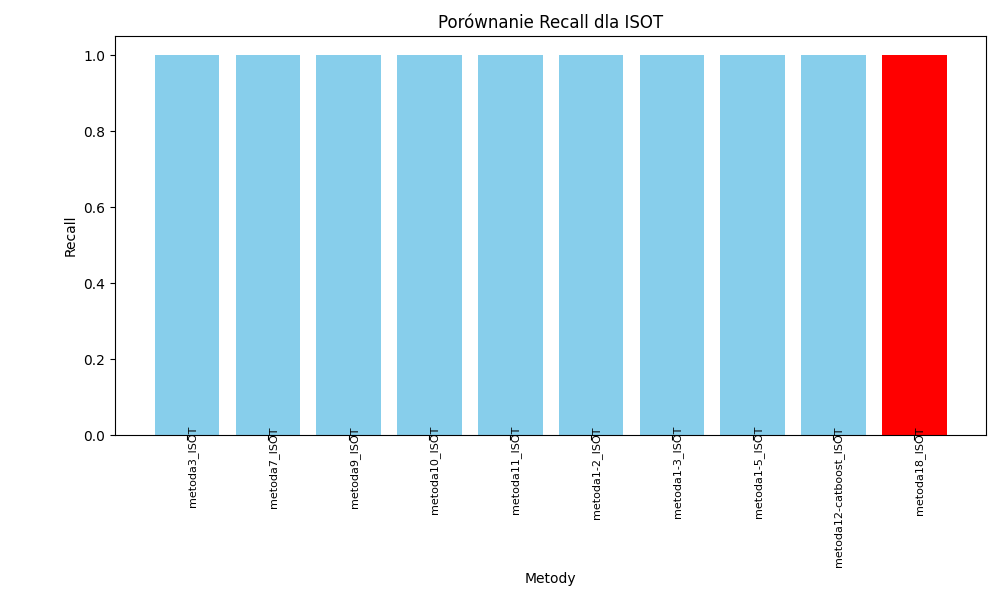 Porównanie Recall dla ISOT
Recall
1.0
0.8
0.6
0.4
0.2
0.0
metoda3_ISOT
metoda7_ISOT
metoda9_ISOT
metoda10_ISOT
metoda11_ISOT
metoda1-2_ISOT
metoda1-3_ISOT
metoda1-5_ISOT
metoda12-catboost_ISOT
metoda18_ISOT
Metody